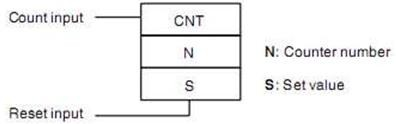 Count input
CNT
N
N: Counter number
S
S: Set value
Reset input